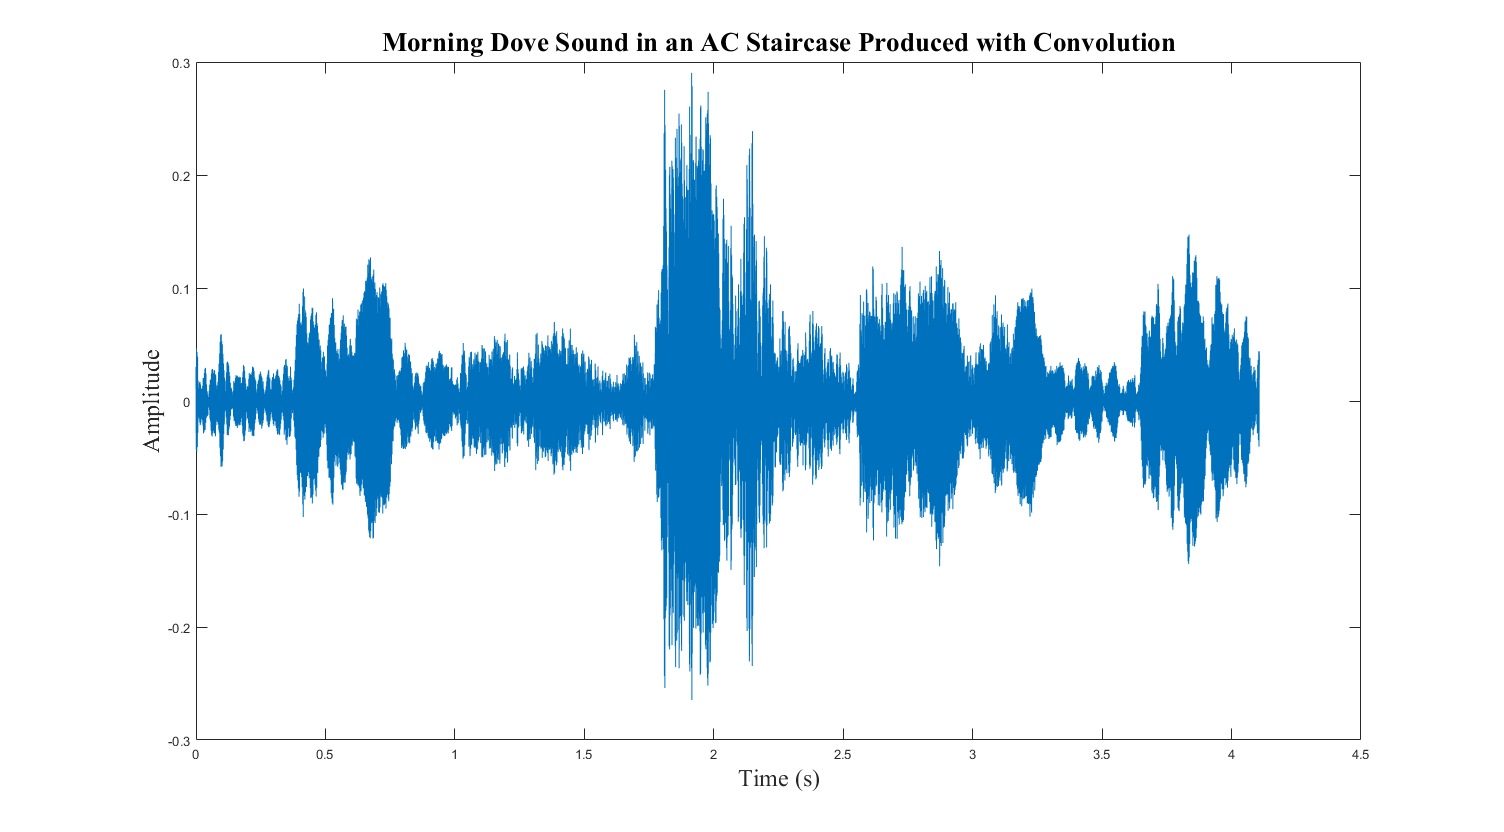 Morning Dove Sound in an AC Staircase Produced with Convolution
0.3
0.2
0.1
0
-0.1
-0.2
-0.3
Amplitude
0 0.5 1 1.5 2 2.5 3 3.5 4 4.5
Time (s)